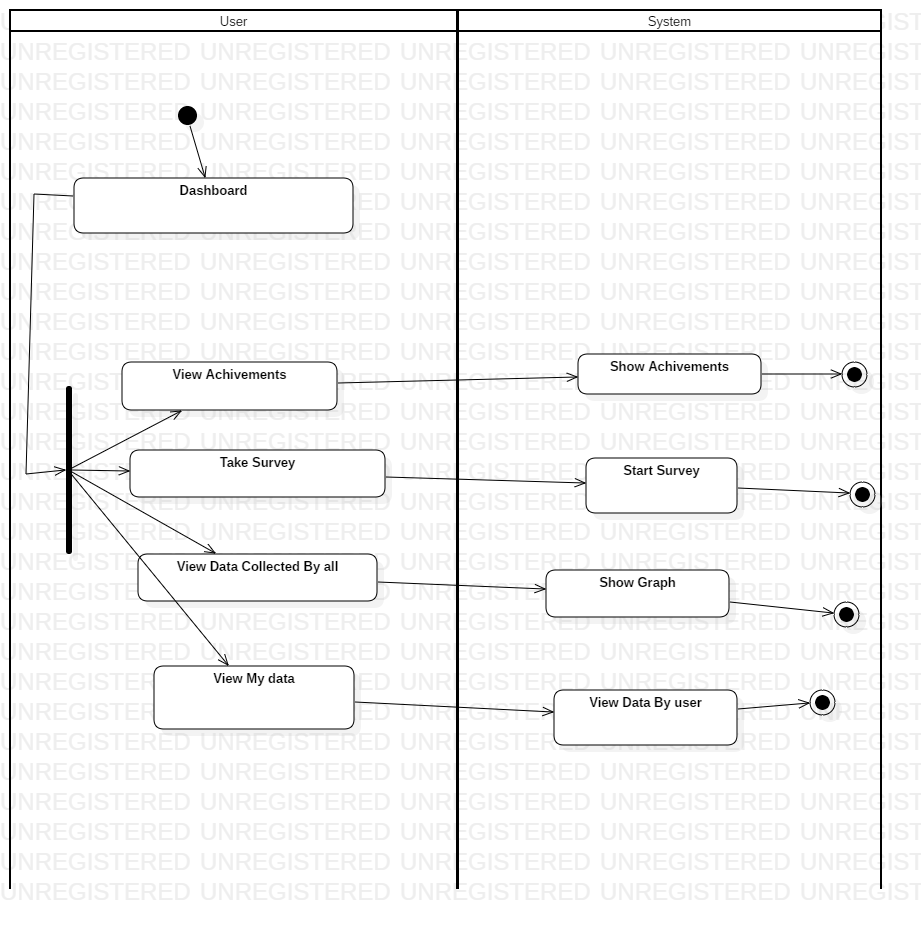 User
System
Dashboard
View Achivements
Show Achivements
Take Survey
Start Survey
View Data Collected By all
Show Graph
View My data
View Data By user
UNREGISTERED UNREGISTERED UNREGISTERED UNREGISTERED UNREGIST